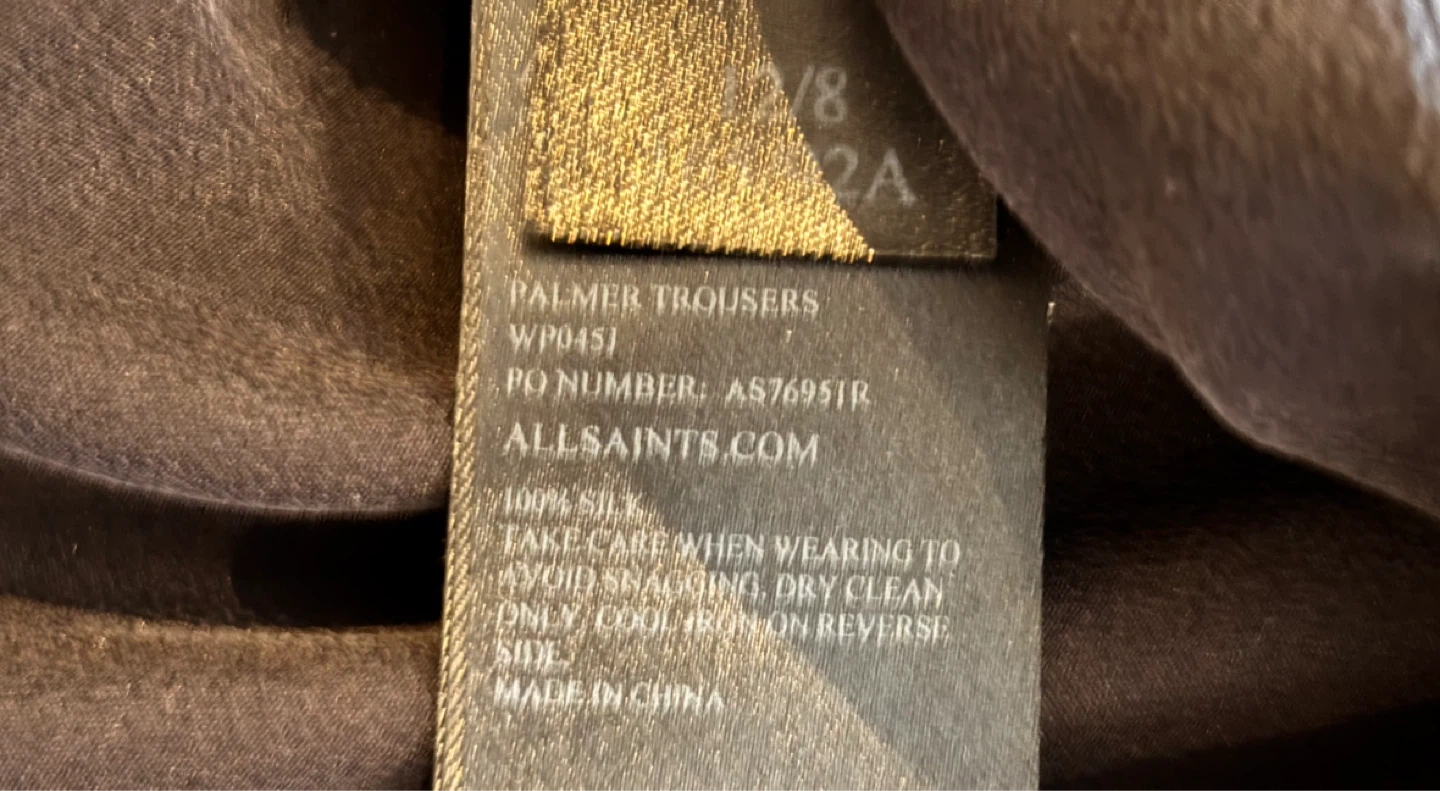 12/8
2A
PALMER TROUSERS
WP045J
PO NUMBER: AS76951R
ALLSAINTS.COM
100% SILK
TAKE CARE WHEN WEARING TO
AVOID SNAGGING, DRY CLEAN
ONLY, COOL IRON ON REVERSE
SIDE.
MADE IN CHINA